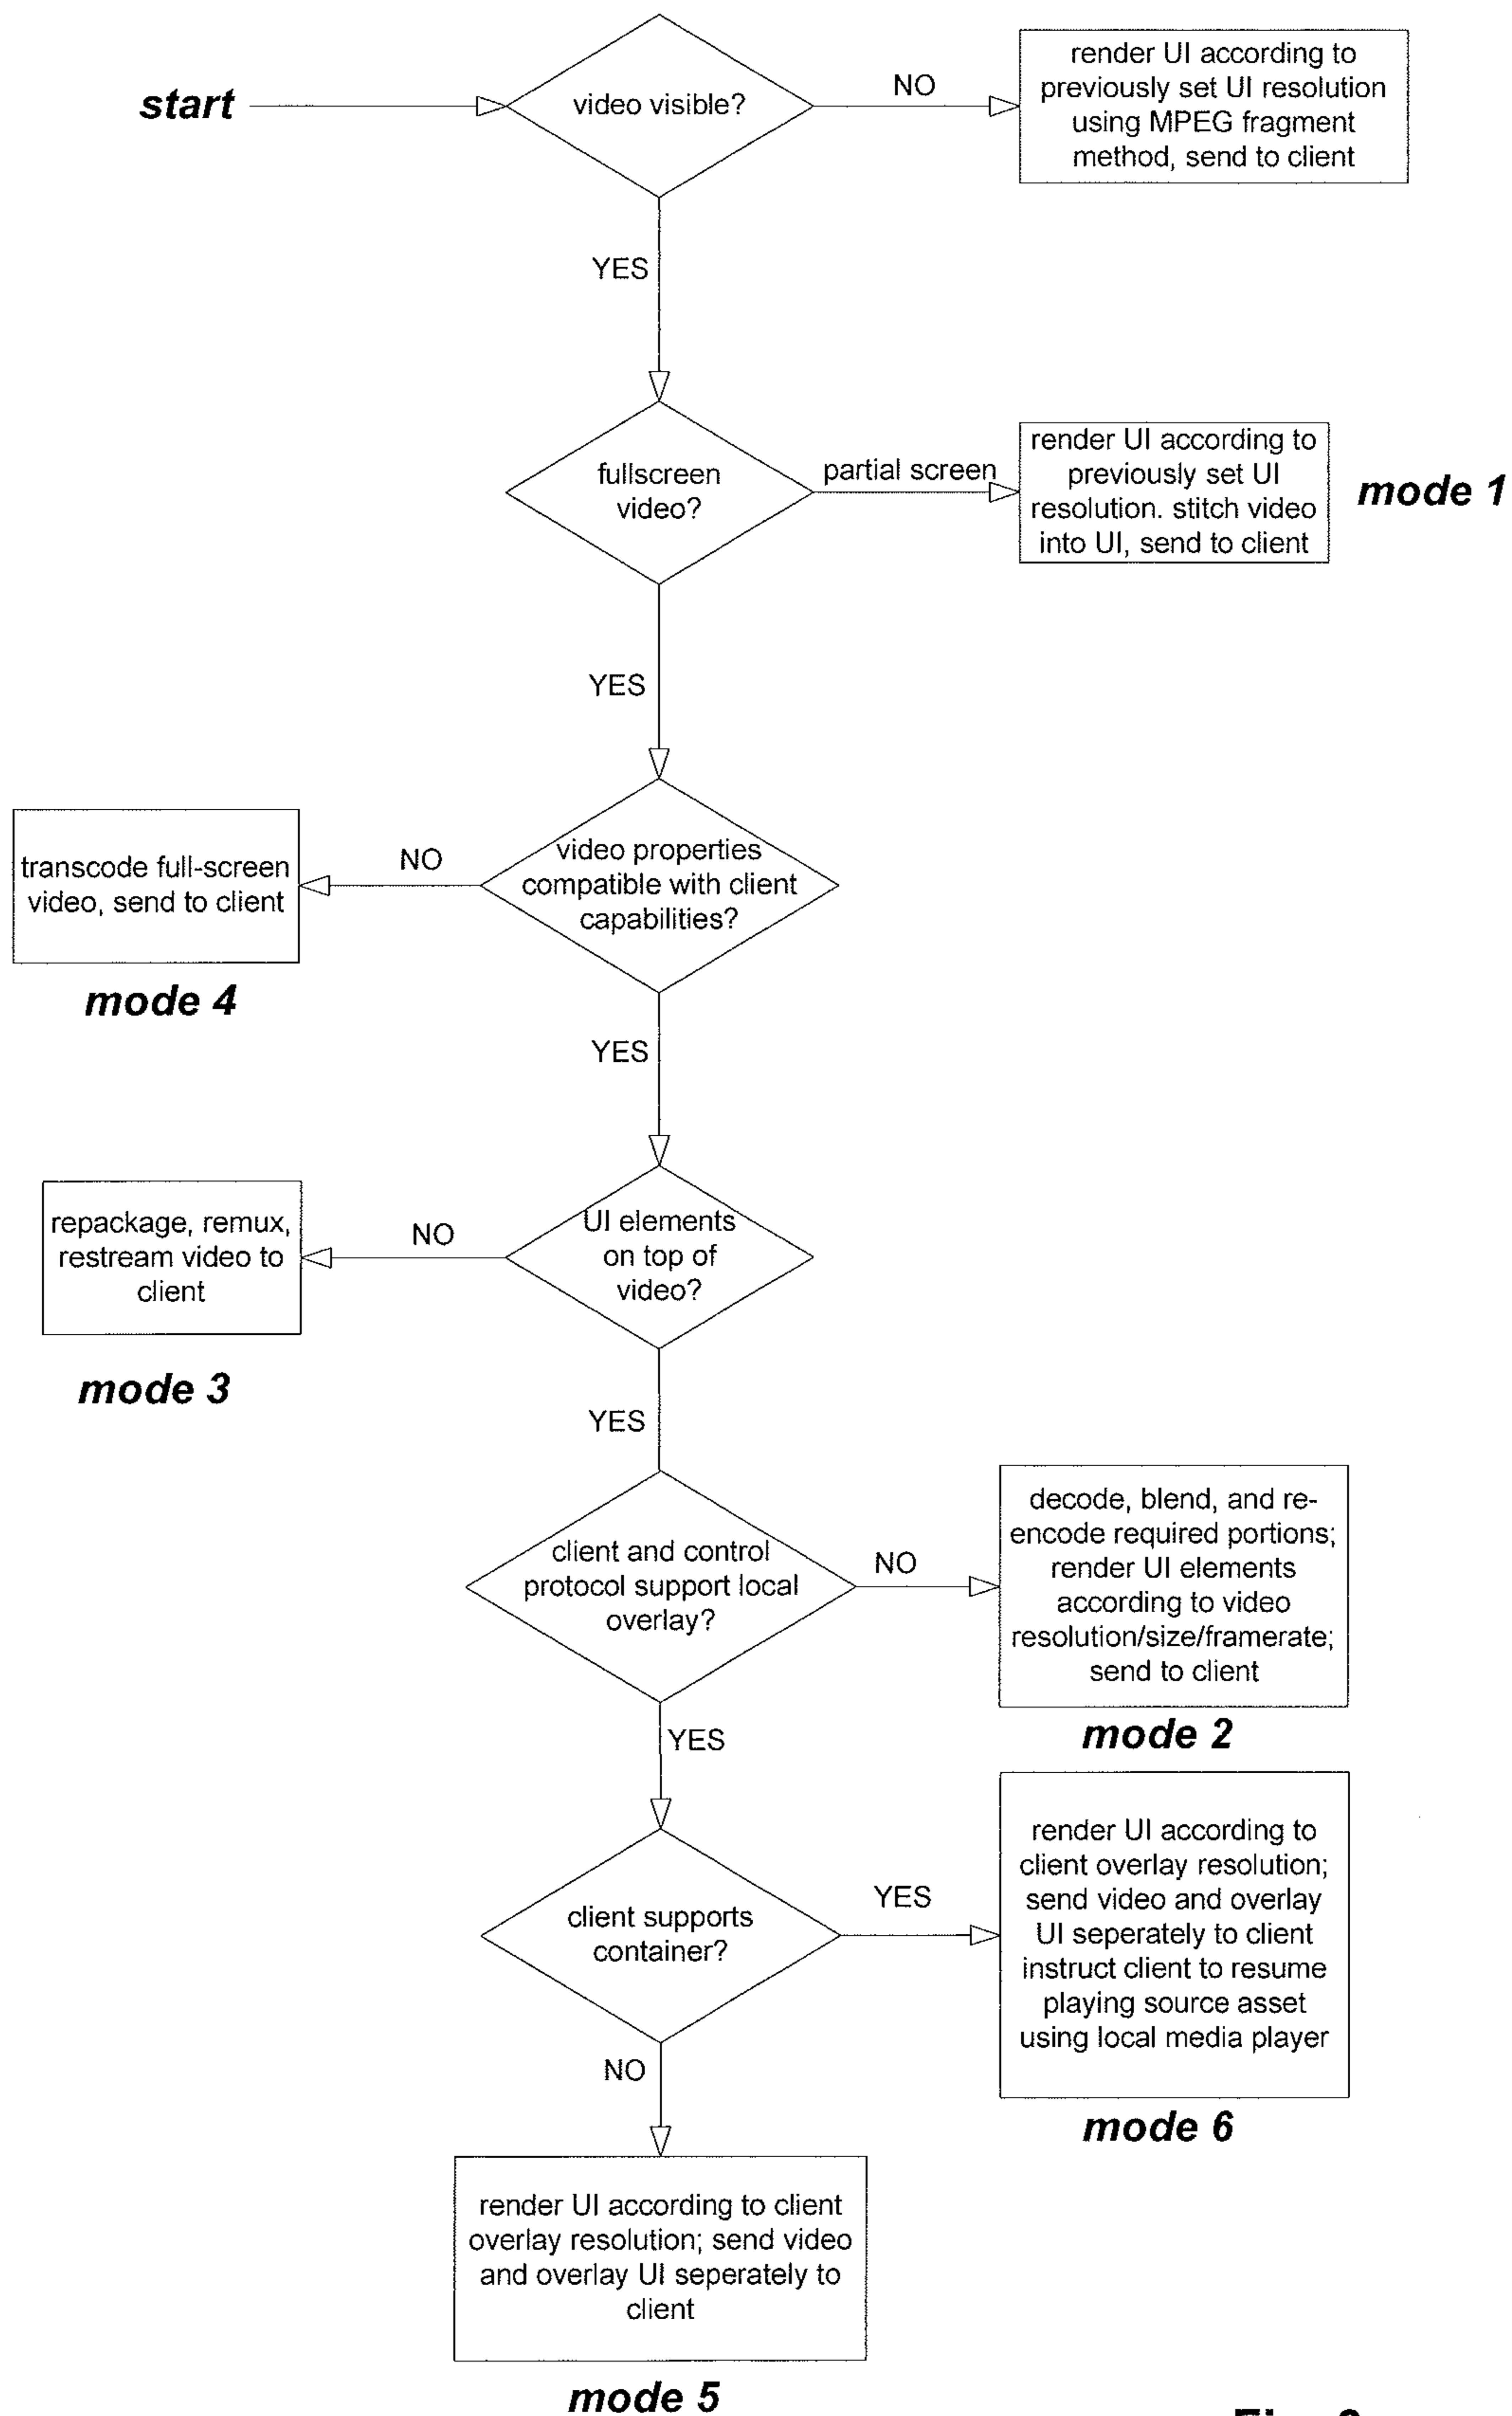 start
video visible?
NO
render UI according to
previously set UI resolution
using MPEG fragment
method, send to client
YES
fullscreen
video?
partial screen
render UI according to
previously set UI
resolution. stitch video
into UI, send to client
mode 1
YES
video properties
compatible with client
capabilities?
NO
transcode full-screen
video, send to client
mode 4
YES
UI elements
on top of
video?
NO
repackage, remux,
restream video to
client
mode 3
YES
client and control
protocol support local
overlay?
NO
decode, blend, and re-
encode required portions;
render UI elements
according to video
resolution/size/framerate;
send to client
mode 2
YES
client supports
container?
YES
render UI according to
client overlay resolution;
send video and overlay
UI seperately to client
instruct client to resume
playing source asset
using local media player
mode 6
NO
render UI according to client
overlay resolution; send video
and overlay UI seperately to
client
mode 5